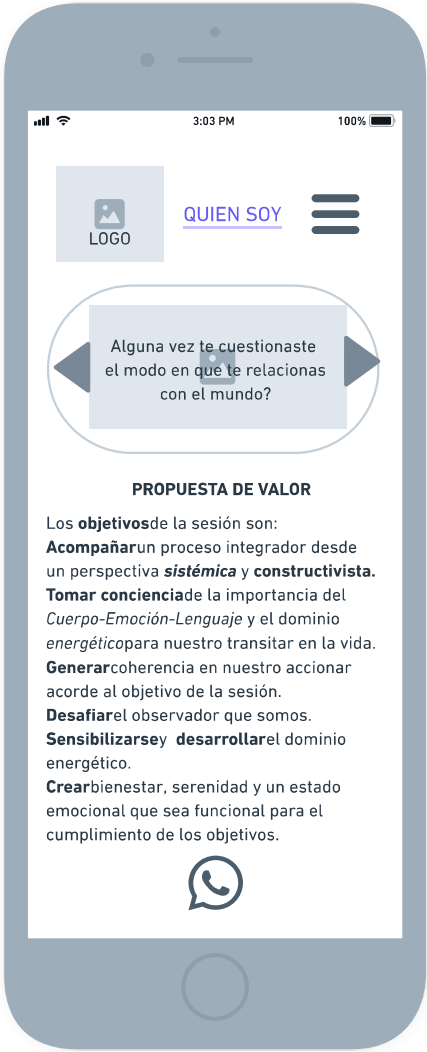 3:03 PM
100%
LOGO
QUIEN SOY
Alguna vez te cuestionaste
el modo en que te relacionas
con el mundo?
PROPUESTA DE VALOR
Los objetivosde la sesión son:
Acompañarun proceso integrador desde
un perspectiva sistémica y constructivista.
Tomar concienciade la importancia del
Cuerpo-Emoción-Lenguaje y el dominio
energéticopara nuestro transitar en la vida.
Generarcoherencia en nuestro accionar
acorde al objetivo de la sesión.
Desafiarel observador que somos.
Sensibilizarsey desarrollarel dominio
energético.
Crearbienestar, serenidad y un estado
emocional que sea funcional para el
cumplimiento de los objetivos.